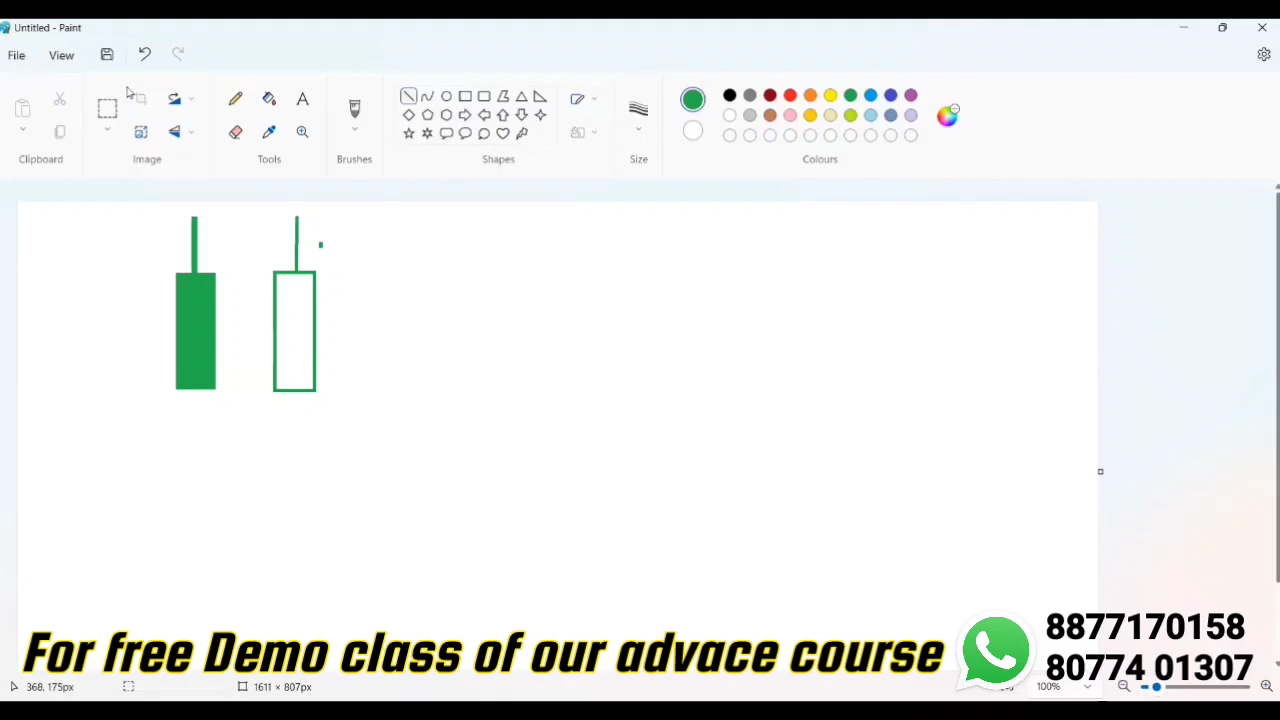 Untitled - Paint
File
View
A
Clipboard
Image
Tools
Brushes
Shapes
Size
Colours
For free Demo class of our advace course
8877170158
80774 01307
368, 175px
1611 × 807px
100%